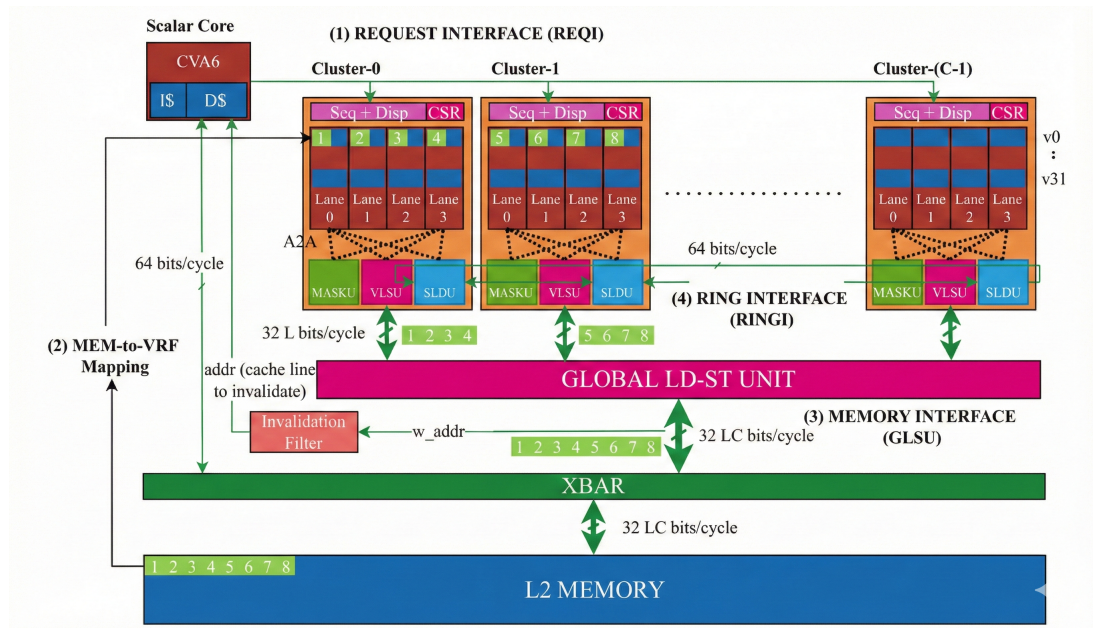 Scalar Core
CVA6
I$ D$
(1) REQUEST INTERFACE (REQI)
Cluster-0
Cluster-1
Cluster-(C-1)
Seq + Disp CSR
Seq + Disp CSR
Seq + Disp CSR
1 2 3 4
5 6 7 8
v0
:
v31
Lane 0 Lane 1 Lane 2 Lane 3
Lane 0 Lane 1 Lane 2 Lane 3
Lane 0 Lane 1 Lane 2 Lane 3
A2A
64 bits/cycle
64 bits/cycle
MASKU VLSU SLDU
MASKU VLSU SLDU
MASKU VLSU SLDU
(4) RING INTERFACE
(RINGI)
32 L bits/cycle
1 2 3 4
5 6 7 8
(2) MEM-to-VRF
Mapping
GLOBAL LD-ST UNIT
addr (cache line
to invalidate)
(3) MEMORY INTERFACE
(GLSU)
Invalidation
Filter
w_addr
32 LC bits/cycle
1 2 3 4 5 6 7 8
XBAR
32 LC bits/cycle
1 2 3 4 5 6 7 8
L2 MEMORY